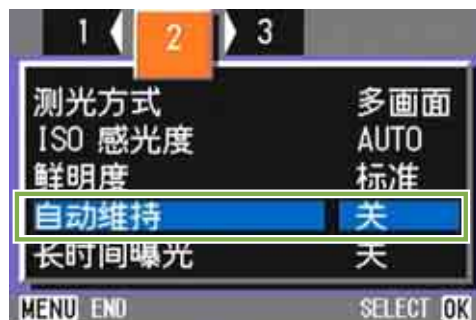 1 2 3
测光方式 多画面
ISO 感光度 AUTO
鲜明度 标准
自动维持 关
长时间曝光 关
MENU END SELECT OK